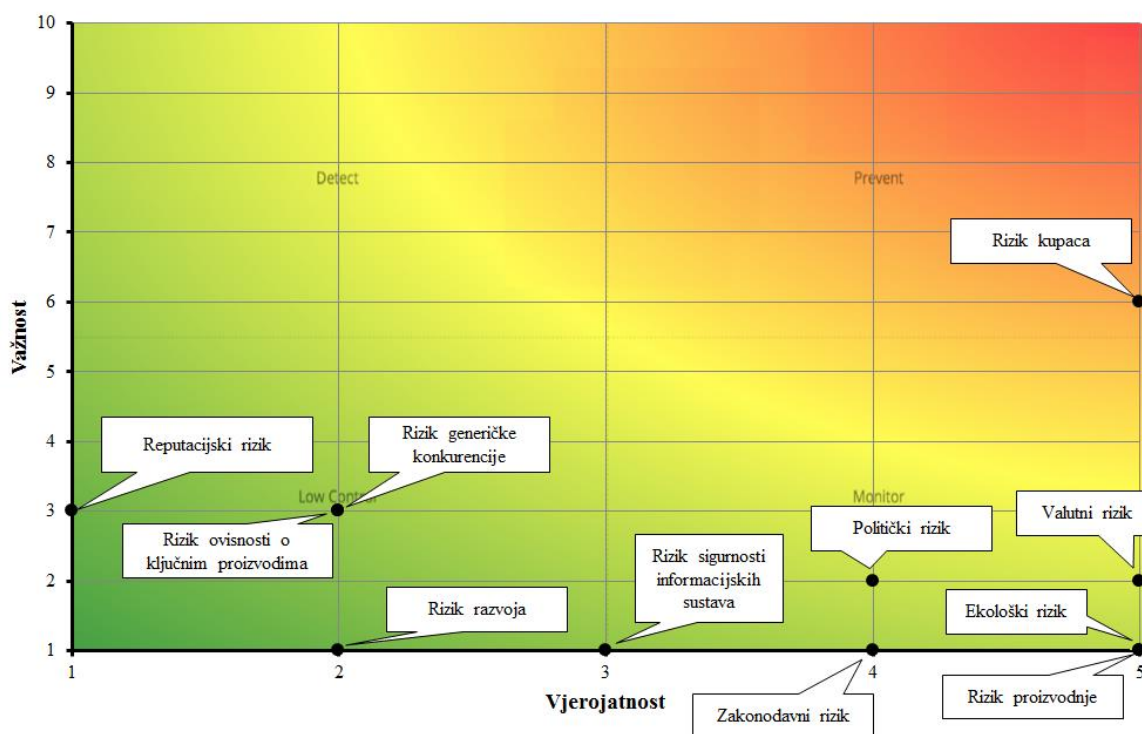 10
9
8
Detect
Prevent
7
Rizik kupaca
6
Važnost
5
4
Reputacijski rizik
Rizik generičke
konkurencije
Low Control
Monitor
3
Rizik ovisnosti o
ključnim proizvodima
Rizik sigurnosti
informacijskih
sustava
Politički rizik
Valutni rizik
2
Rizik razvoja
Ekološki rizik
1
1
2
3
4
5
Vjerojatnost
Zakonodavni rizik
Rizik proizvodnje